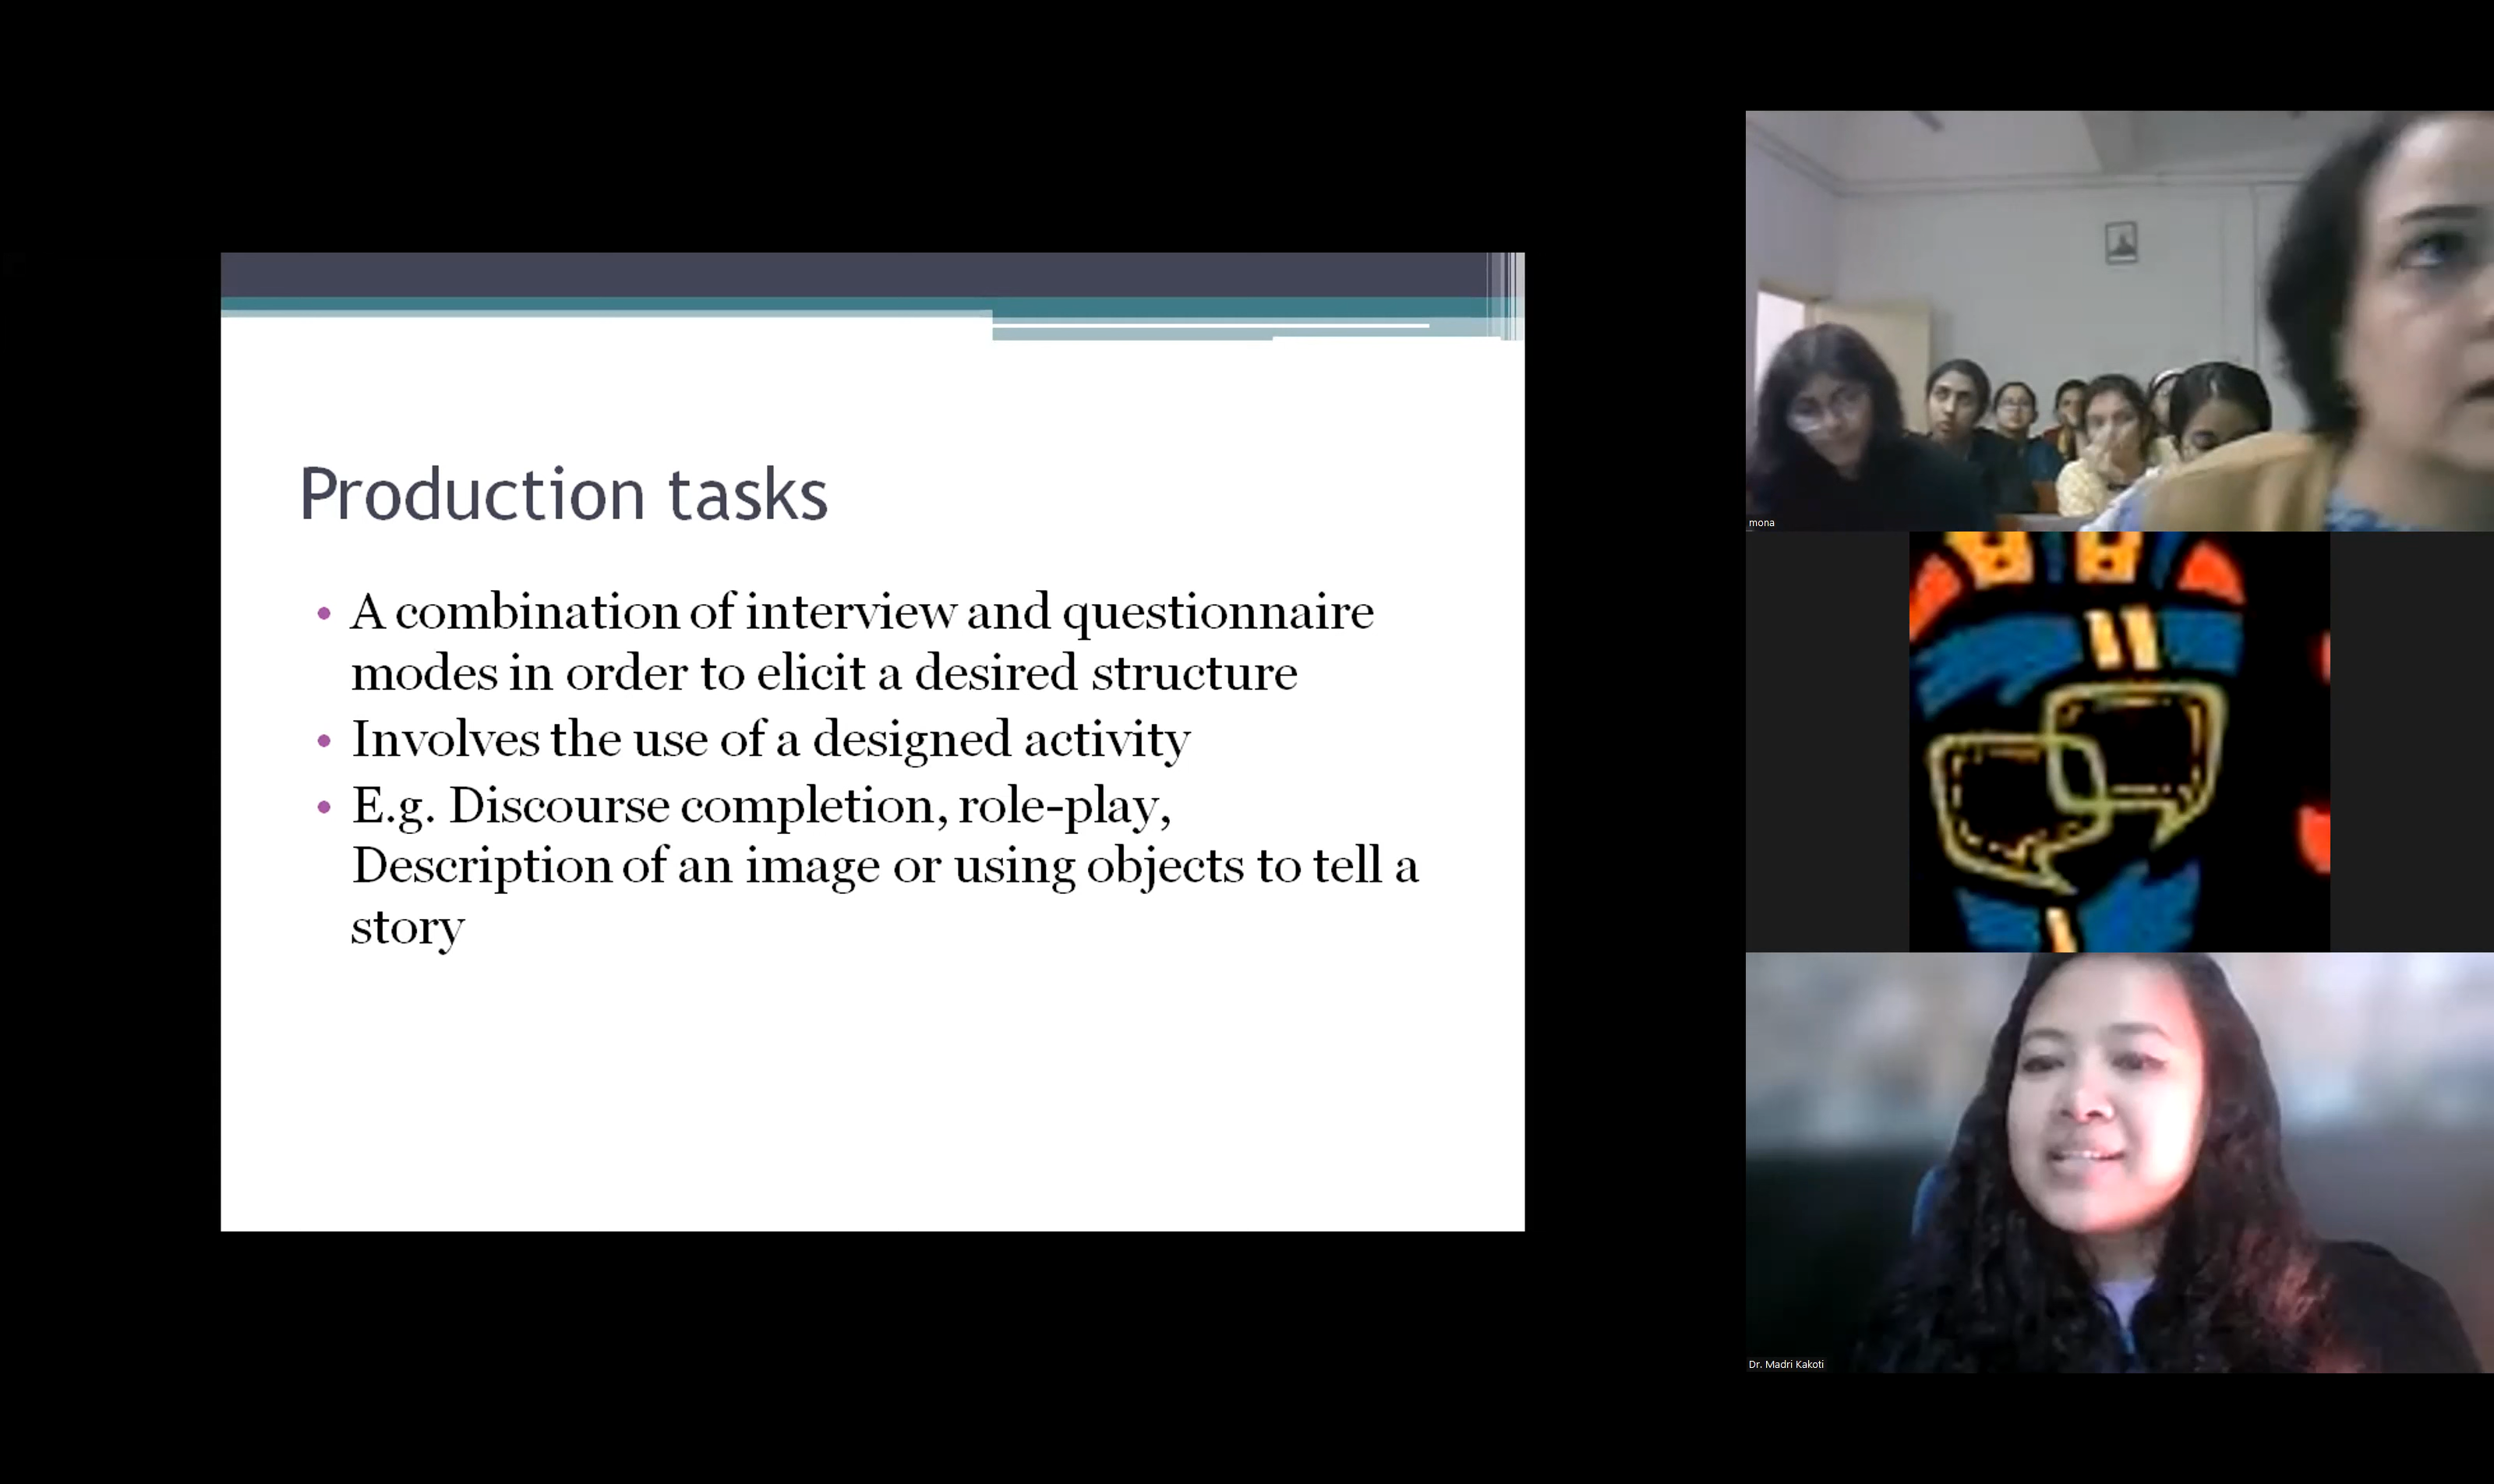 Production tasks
• A combination of interview and questionnaire
modes in order to elicit a desired structure
• Involves the use of a designed activity
• E.g. Discourse completion, role-play,
Description of an image or using objects to tell a
story
mona
Dr. Madri Kakoti